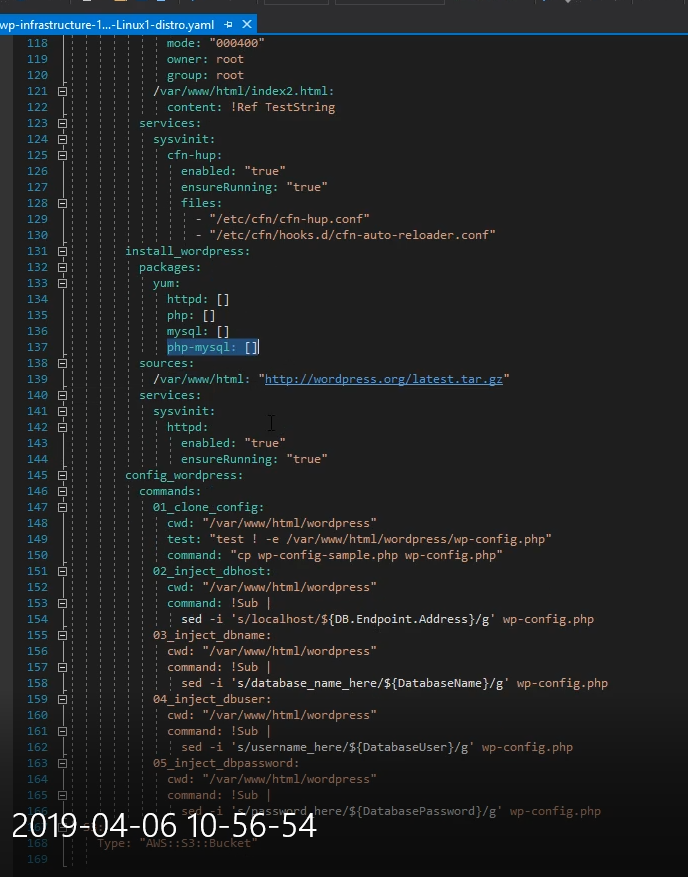 wp-infrastructure-1...-Linux1-distro.yaml
118 mode: "000400"
119 owner: root
120 group: root
121 /var/www/html/index2.html:
122 content: !Ref TestString
123 services:
124 sysvinit:
125 cfn-hup:
126 enabled: "true"
127 ensureRunning: "true"
128 files:
129 - "/etc/cfn/cfn-hup.conf"
130 - "/etc/cfn/hooks.d/cfn-auto-reloader.conf"
131 install_wordpress:
132 packages:
133 yum:
134 httpd: []
135 php: []
136 mysql: []
137 php-mysql: []
138 sources:
139 /var/www/html: "http://wordpress.org/latest.tar.gz"
140 services:
141 sysvinit:
142 httpd:
143 enabled: "true"
144 ensureRunning: "true"
145 config_wordpress:
146 commands:
147 01_clone_config:
148 cwd: "/var/www/html/wordpress"
149 test: "test ! -e /var/www/html/wordpress/wp-config.php"
150 command: "cp wp-config-sample.php wp-config.php"
151 02_inject_dbhost:
152 cwd: "/var/www/html/wordpress"
153 command: !Sub |
154 sed -i 's/localhost/${DB.Endpoint.Address}/g' wp-config.php
155 03_inject_dbname:
156 cwd: "/var/www/html/wordpress"
157 command: !Sub |
158 sed -i 's/database_name_here/${DatabaseName}/g' wp-config.php
159 04_inject_dbuser:
160 cwd: "/var/www/html/wordpress"
161 command: !Sub |
162 sed -i 's/username_here/${DatabaseUser}/g' wp-config.php
163 05_inject_dbpassword:
164 cwd: "/var/www/html/wordpress"
165 command: !Sub |
166 sed -i 's/password_here/${DatabasePassword}/g' wp-config.php
2019-04-06 10-56-54
168 Type: "AWS::S3::Bucket"
169